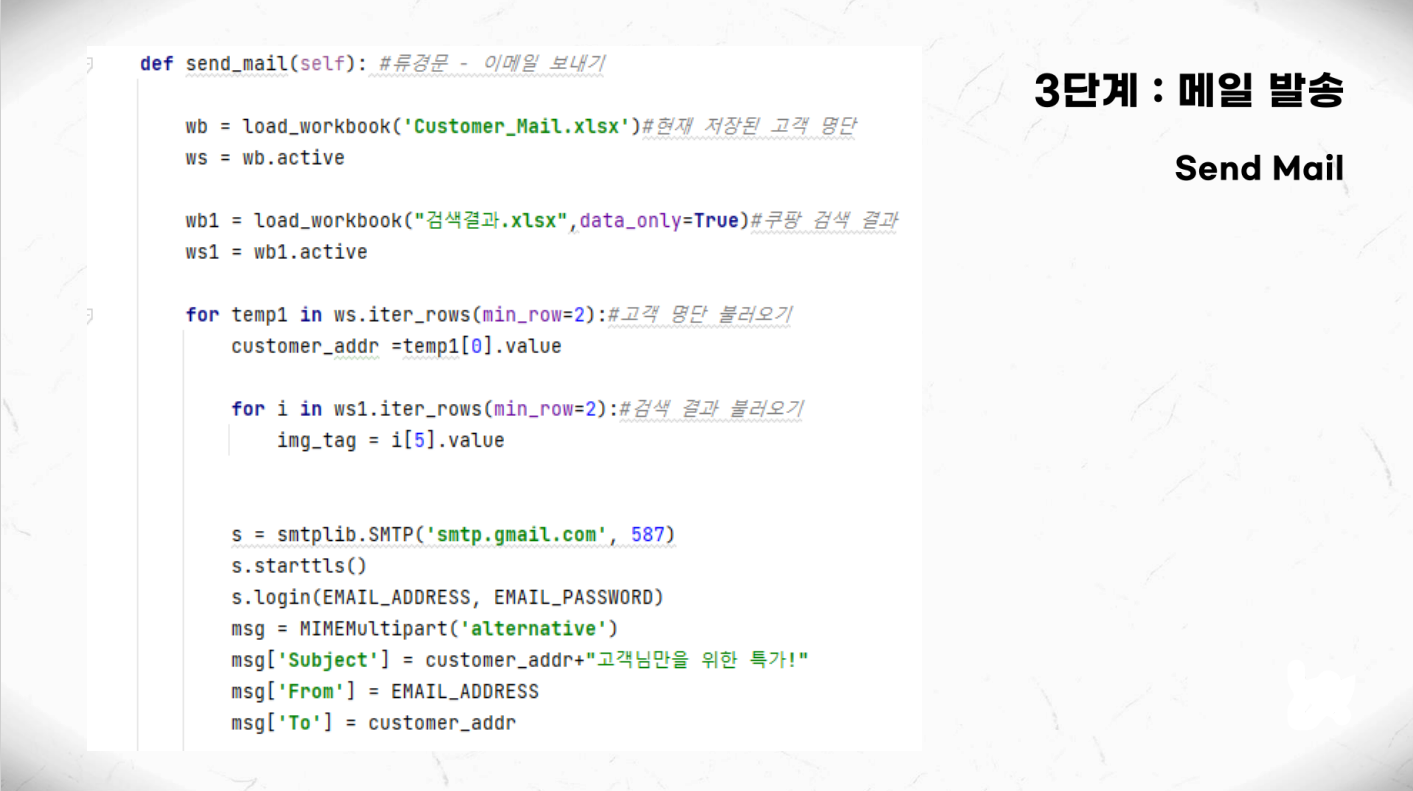 def send_mail(self): #류경문 - 이메일 보내기
wb = load_workbook('Customer_Mail.xlsx')#현재 저장된 고객 명단
ws = wb.active
wb1 = load_workbook("검색결과.xlsx",data_only=True)#쿠팡 검색 결과
ws1 = wb1.active
for temp1 in ws.iter_rows(min_row=2):#고객 명단 불러오기
customer_addr =temp1[0].value
for i in ws1.iter_rows(min_row=2):#검색 결과 불러오기
img_tag = i[5].value
s = smtplib.SMTP('smtp.gmail.com', 587)
s.starttls()
s.login(EMAIL_ADDRESS, EMAIL_PASSWORD)
msg = MIMEMultipart('alternative')
msg['Subject'] = customer_addr+"고객님만을 위한 특가!"
msg['From'] = EMAIL_ADDRESS
msg['To'] = customer_addr
3단계 : 메일 발송
Send Mail